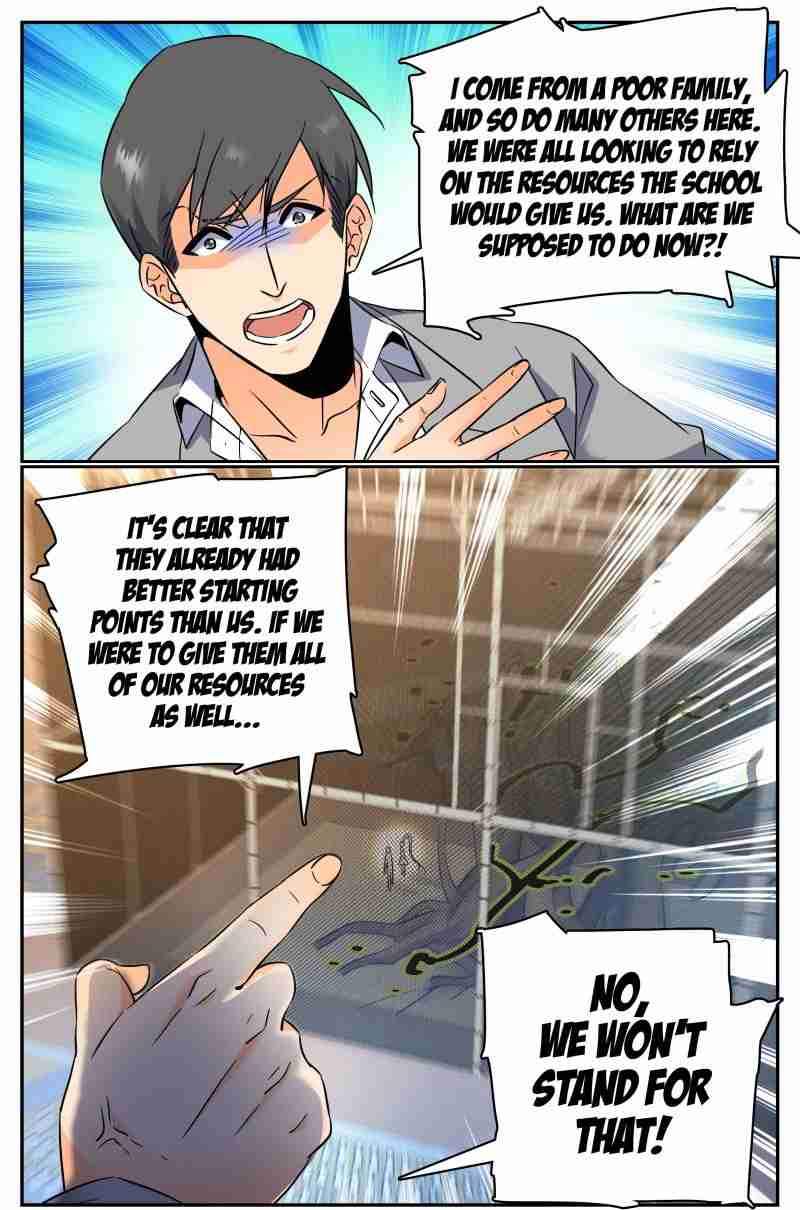 I COME FROM A POOR FAMILY,
AND SO DO MANY OTHERS HERE.
WE WERE ALL LOOKING TO RELY
ON THE RESOURCES THE SCHOOL
WOULD GIVE US. WHAT ARE WE
SUPPOSED TO DO NOW?!
IT'S CLEAR THAT
THEY ALREADY HAD
BETTER STARTING
POINTS THAN US. IF WE
WERE TO GIVE THEM ALL
OF OUR RESOURCES
AS WELL...
NO,
WE WON'T
STAND FOR
THAT!